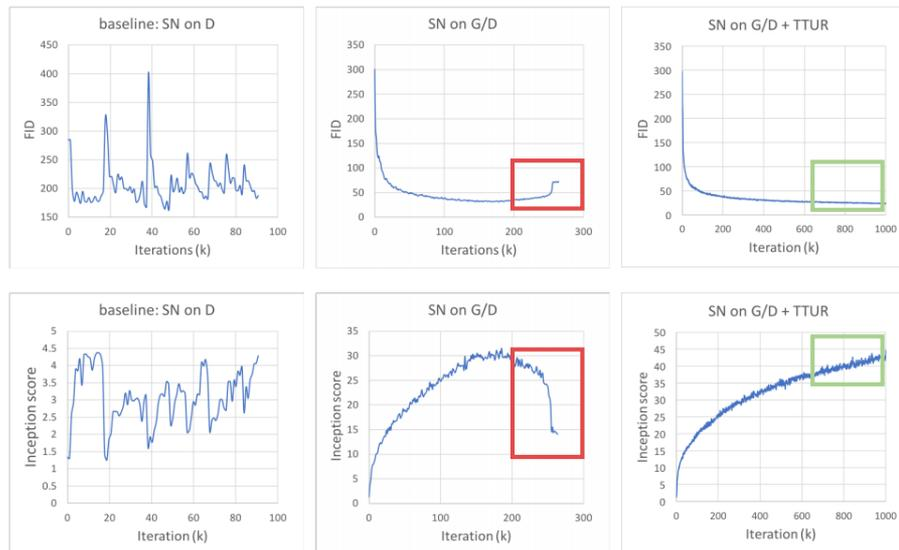 baseline: SN on D
450
400
350
300
250
200
150
FID
0 20 40 60 80 100
Iterations (k)
SN on G/D
350
300
250
200
150
100
50
0
FID
0 100 200 300
Iterations (k)
SN on G/D + TTUR
350
300
250
200
150
100
50
0
FID
0 200 400 600 800 1000
Iteration (k)
baseline: SN on D
5
4.5
4
3.5
3
2.5
2
1.5
1
0.5
0
Inception score
0 20 40 60 80 100
Iteration (k)
SN on G/D
35
30
25
20
15
10
5
0
Inception score
0 100 200 300
Iteration (k)
SN on G/D + TTUR
50
45
40
35
30
25
20
15
10
5
0
Inception score
0 200 400 600 800 1000
Iteration (k)